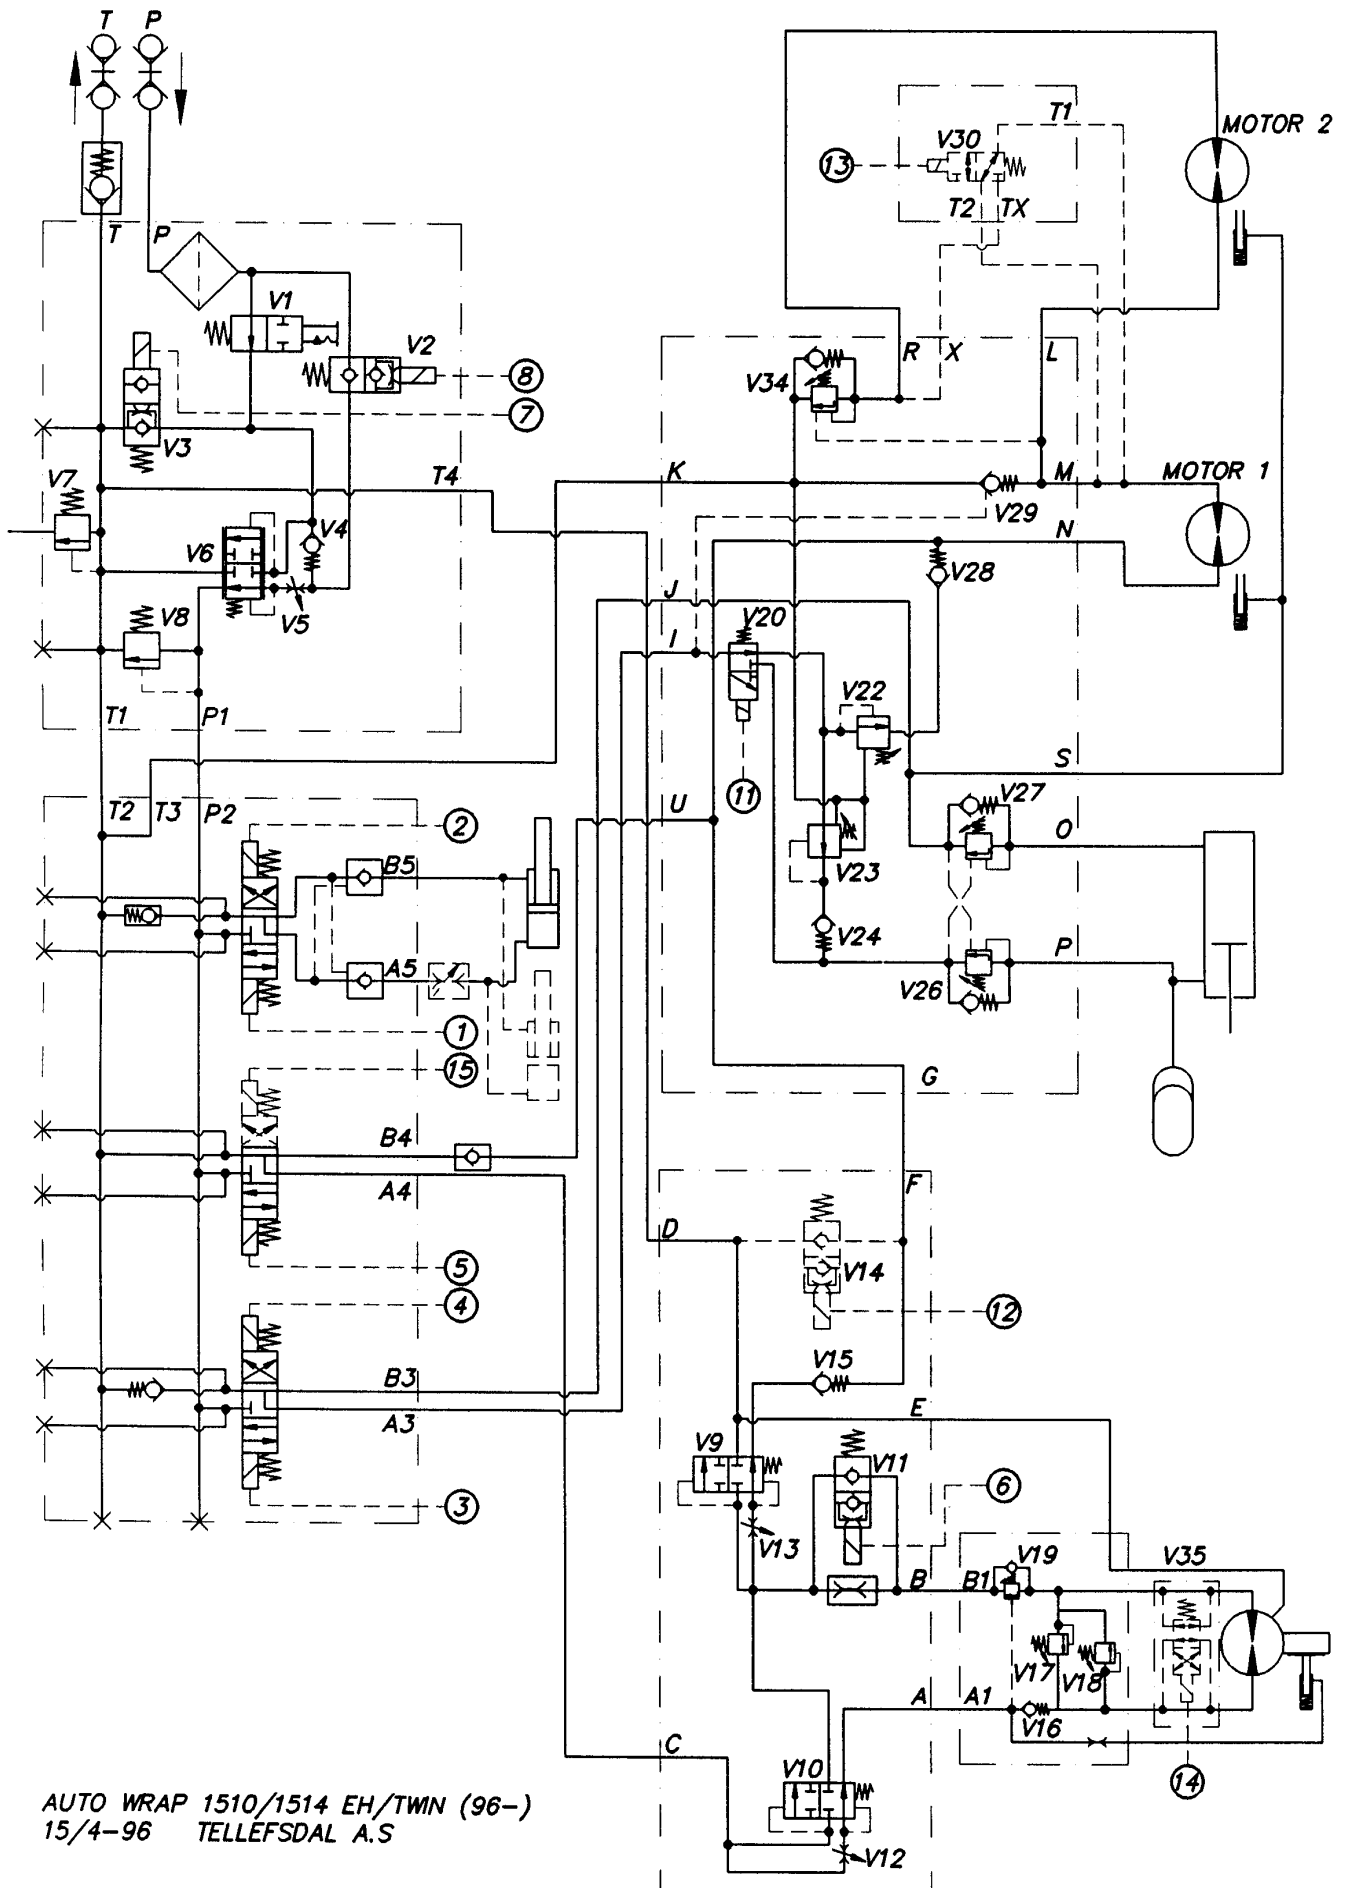 T P
T1
MOTOR 2
V30
13
T2 TX
T P
V1
V2
8
R X L
V34
7
V3
T4
K
M
MOTOR 1
V7
V29
V4
N
V6
V28
J
V5
V20
V8
I
V22
T1 P1
S
11
V27
T2 T3 P2
2
U
O
B5
V23
V24
P
A5
V26
1
15
G
B4
A4
F
D
5
V14
4
12
V15
B3
E
A3
V9
V11
6
3
V13
V19
V35
B B1
V17 V18
A A1
V16
C
V10
14
AUTO WRAP 1510/1514 EH/TWIN (96-)
15/4-96 TELLEFSDAL A.S
V12